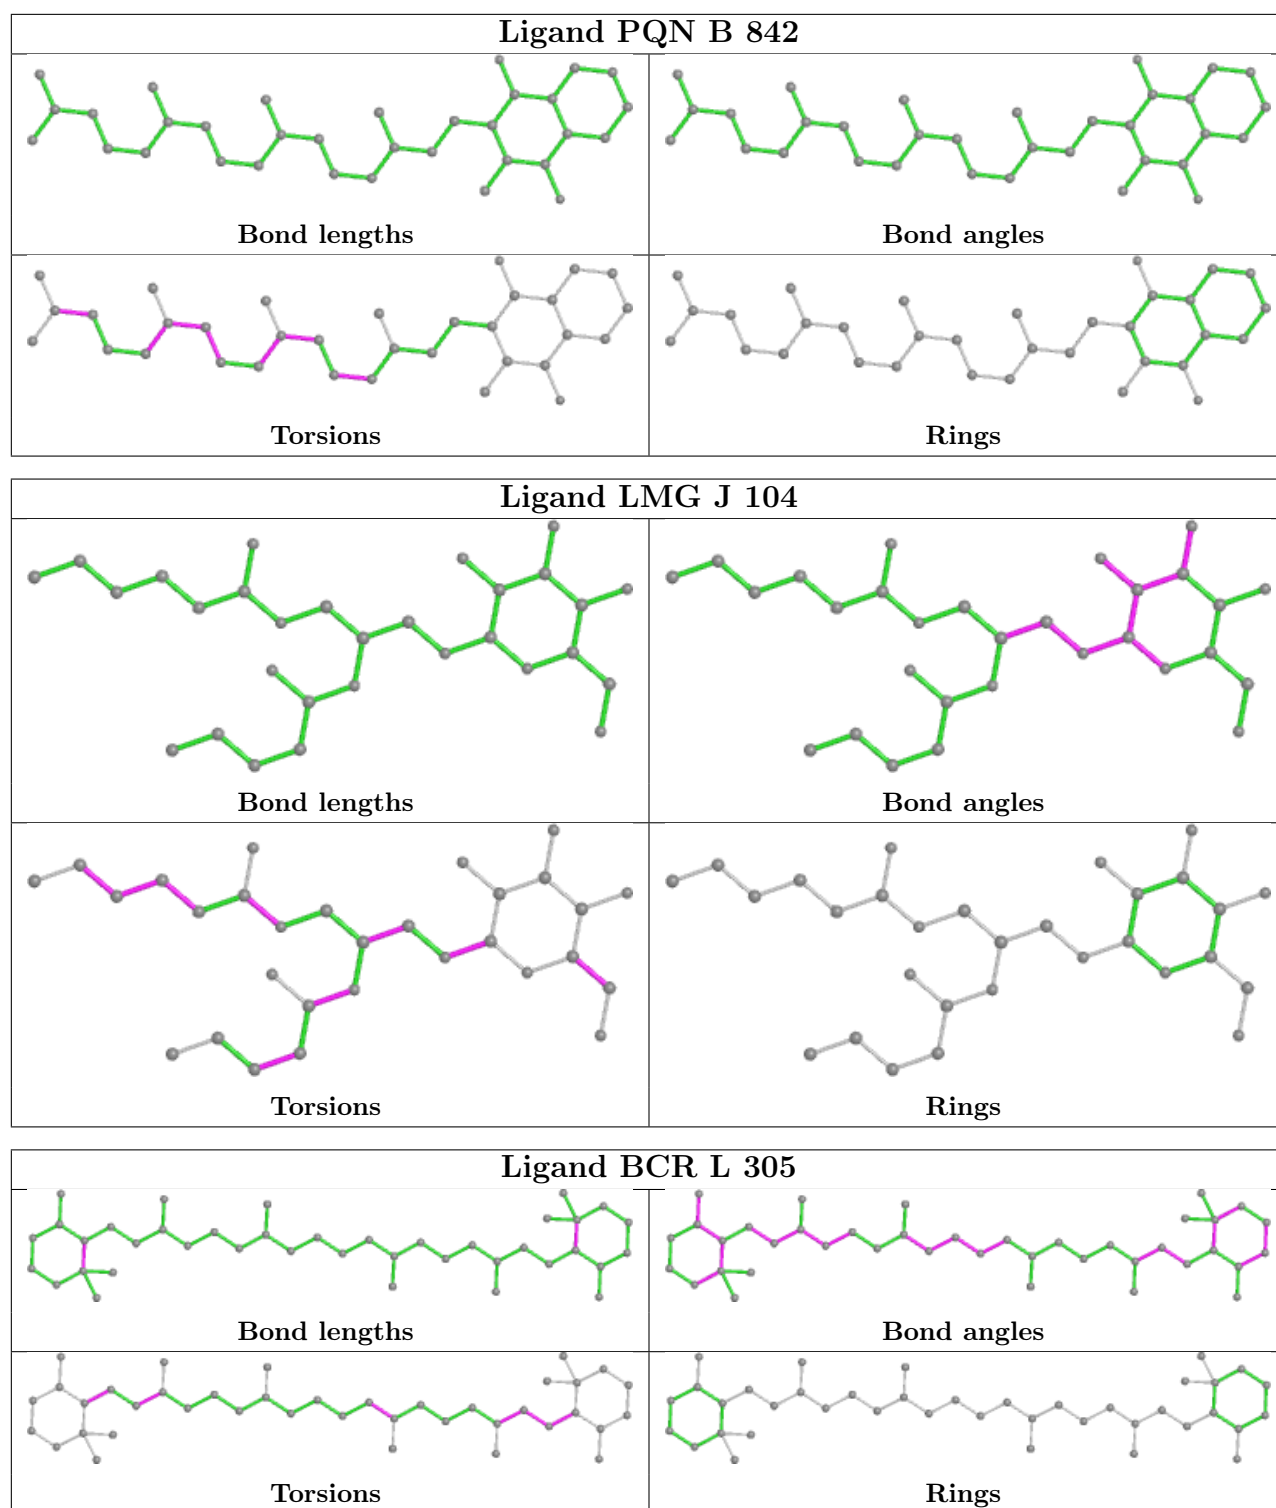 Ligand PQN B 842
Bond lengths
Bond angles
Torsions
Rings
Ligand LMG J 104
Bond lengths
Bond angles
Torsions
Rings
Ligand BCR L 305
Bond lengths
Bond angles
Torsions
Rings